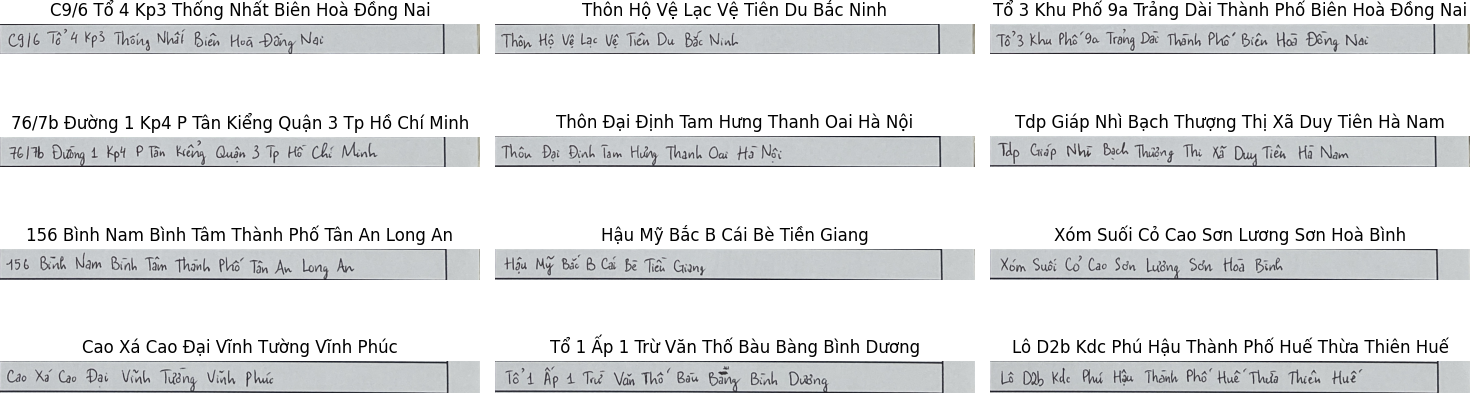 C9/6 Tổ 4 Kp3 Thống Nhất Biên Hoà Đồng Nai
Thôn Hộ Vệ Lạc Vệ Tiên Du Bắc Ninh
Tổ 3 Khu Phố 9a Trảng Dài Thành Phố Biên Hoà Đồng Nai
C9/6 Tổ 4 Kp3 Thống Nhất Biên Hoà Đồng Nai
Thôn Hộ Vệ Lạc Vệ Tiên Du Bắc Ninh
Tổ 3 Khu Phố 9a Trảng Dài Thành Phố Biên Hoà Đồng Nai
76/7b Đường 1 Kp4 P Tân Kiểng Quận 3 Tp Hồ Chí Minh
Thôn Đại Định Tam Hưng Thanh Oai Hà Nội
Tdp Giáp Nhì Bạch Thượng Thị Xã Duy Tiên Hà Nam
76/7b Đường 1 Kp4 P Tân Kiểng Quận 3 Tp Hồ Chí Minh
Thôn Đại Định Tam Hưng Thanh Oai Hà Nội
Tdp Giáp Nhì Bạch Thượng Thị Xã Duy Tiên Hà Nam
156 Bình Nam Bình Tâm Thành Phố Tân An Long An
Hậu Mỹ Bắc B Cái Bè Tiền Giang
Xóm Suối Cỏ Cao Sơn Lương Sơn Hoà Bình
156 Bình Nam Bình Tâm Thành Phố Tân An Long An
Hậu Mỹ Bắc B Cái Bè Tiền Giang
Xóm Suối Cỏ Cao Sơn Lương Sơn Hoà Bình
Cao Xá Cao Đại Vĩnh Tường Vĩnh Phúc
Tổ 1 Ấp 1 Trừ Văn Thố Bàu Bàng Bình Dương
Lô D2b Kdc Phú Hậu Thành Phố Huế Thừa Thiên Huế
Cao Xá Cao Đại Vĩnh Tường Vĩnh Phúc
Tổ 1 Ấp 1 Trừ Văn Thố Bàu Bàng Bình Dương
Lô D2b Kdc Phú Hậu Thành Phố Huế Thừa Thiên Huế